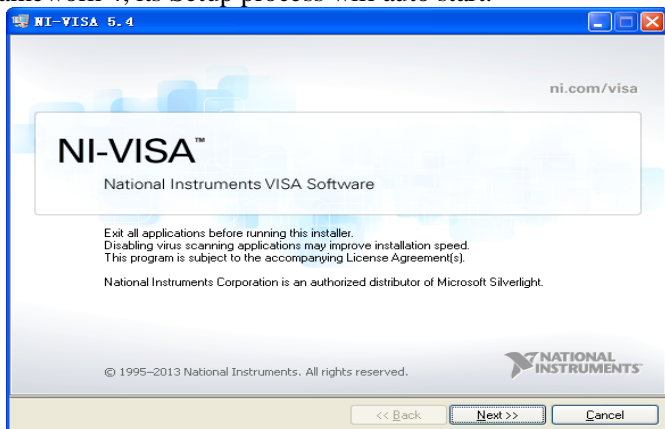 NI-VISA 5.4
ni.com/visa
NI-VISA™
National Instruments VISA Software
Exit all applications before running this installer.
Disabling virus scanning applications may improve installation speed.
This program is subject to the accompanying License Agreement(s).
National Instruments Corporation is an authorized distributor of Microsoft Silverlight.
© 1995–2013 National Instruments. All rights reserved.
NATIONAL
INSTRUMENTS™
<< Back Next >> Cancel